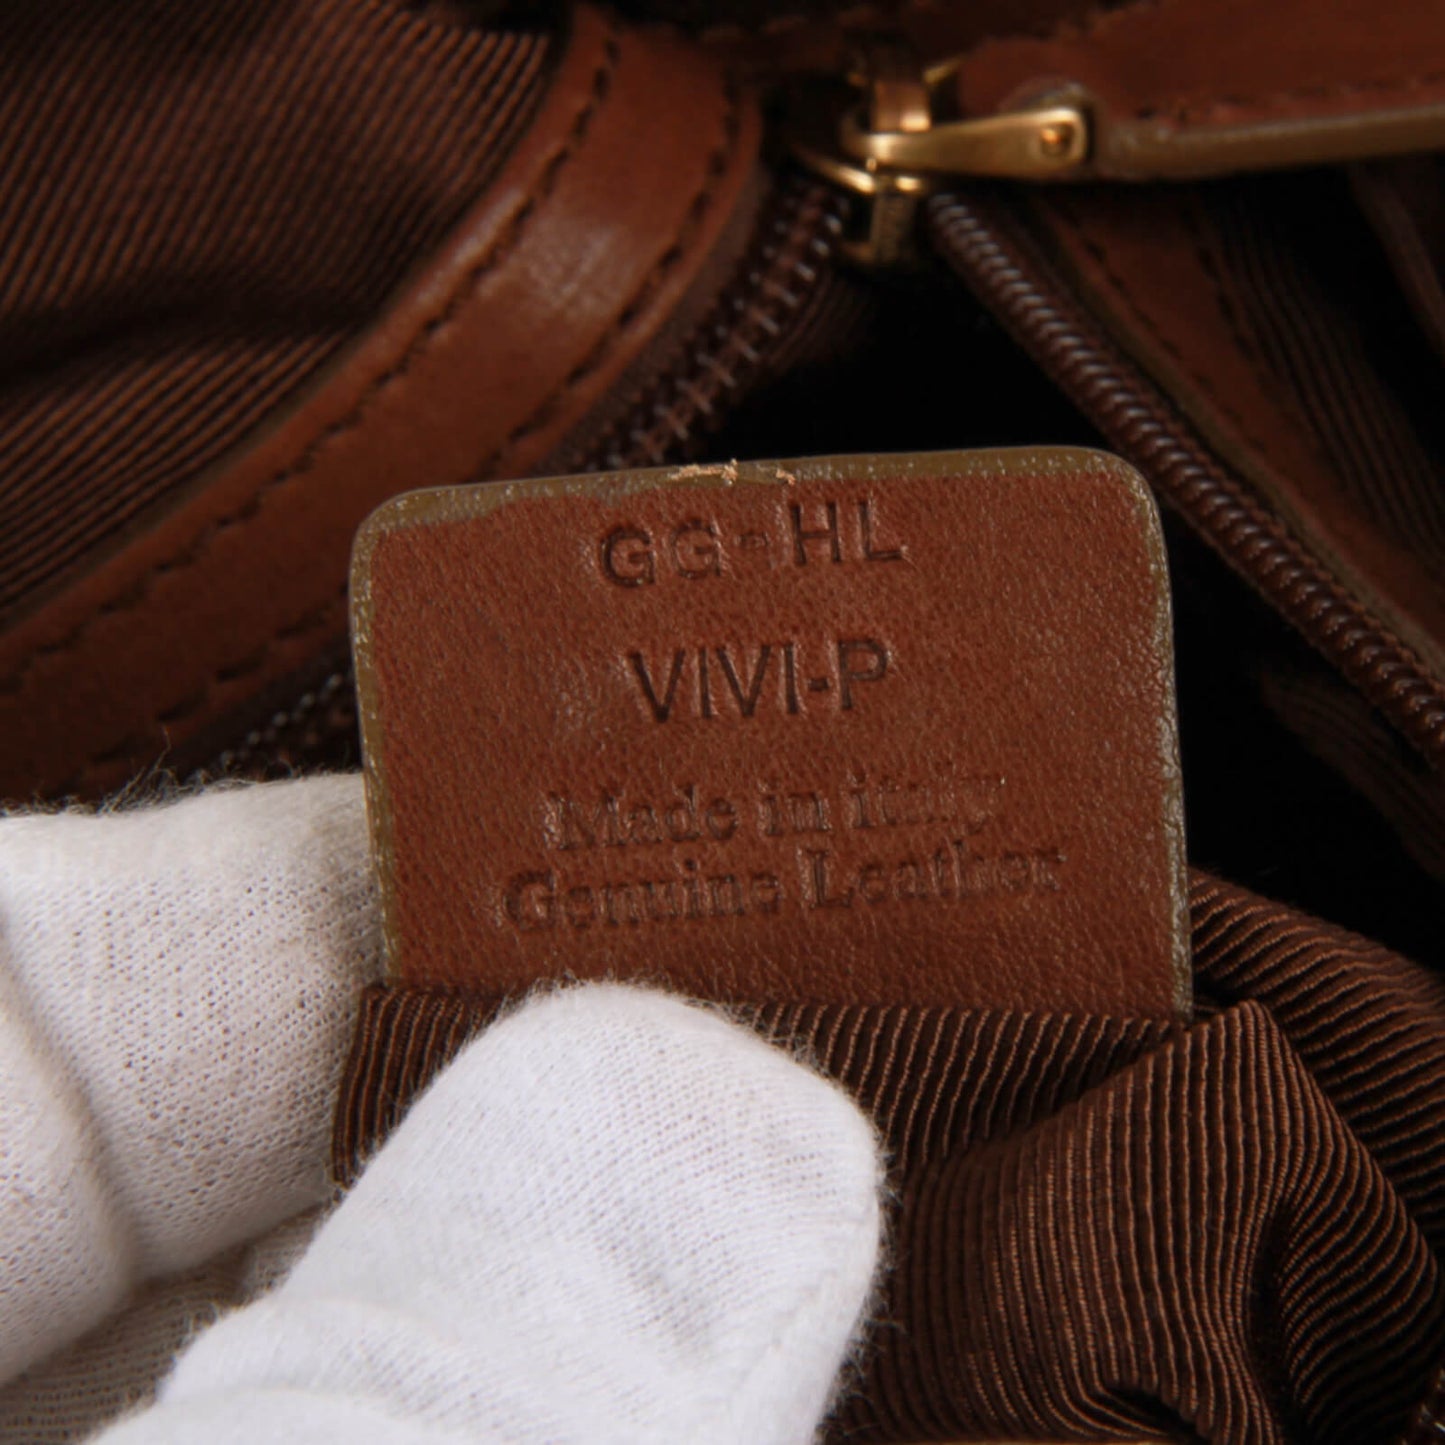 GG-HL
VIVI-P
Made in italy
Genuine Leather